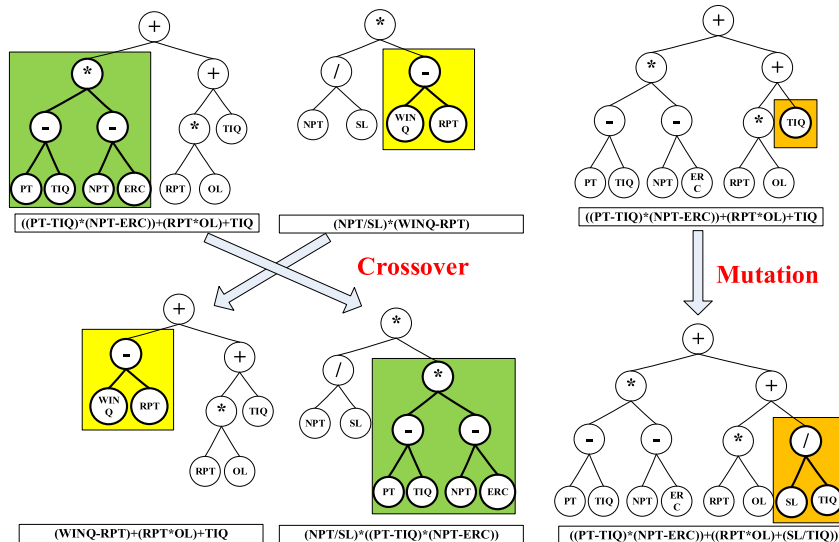 +
*
+
-
-
*
TIQ
PT
TIQ
NPT
ERC
RPT
OL
((PT-TIQ)*(NPT-ERC))+(RPT*OL)+TIQ
*
/
-
NPT
SL
WIN
Q
RPT
(NPT/SL)*(WINQ-RPT)
+
*
+
-
-
*
TIQ
PT
TIQ
NPT
ER
C
RPT
OL
((PT-TIQ)*(NPT-ERC))+(RPT*OL)+TIQ
Crossover
Mutation
+
-
+
WIN
Q
RPT
*
TIQ
RPT
OL
(WINQ-RPT)+(RPT*OL)+TIQ
*
/
*
NPT
SL
-
-
PT
TIQ
NPT
ERC
(NPT/SL)*((PT-TIQ)*(NPT-ERC))
+
*
+
-
-
*
/
PT
TIQ
NPT
ER
C
RPT
OL
SL
TIQ
((PT-TIQ)*(NPT-ERC))+((RPT*OL)+(SL/TIQ))